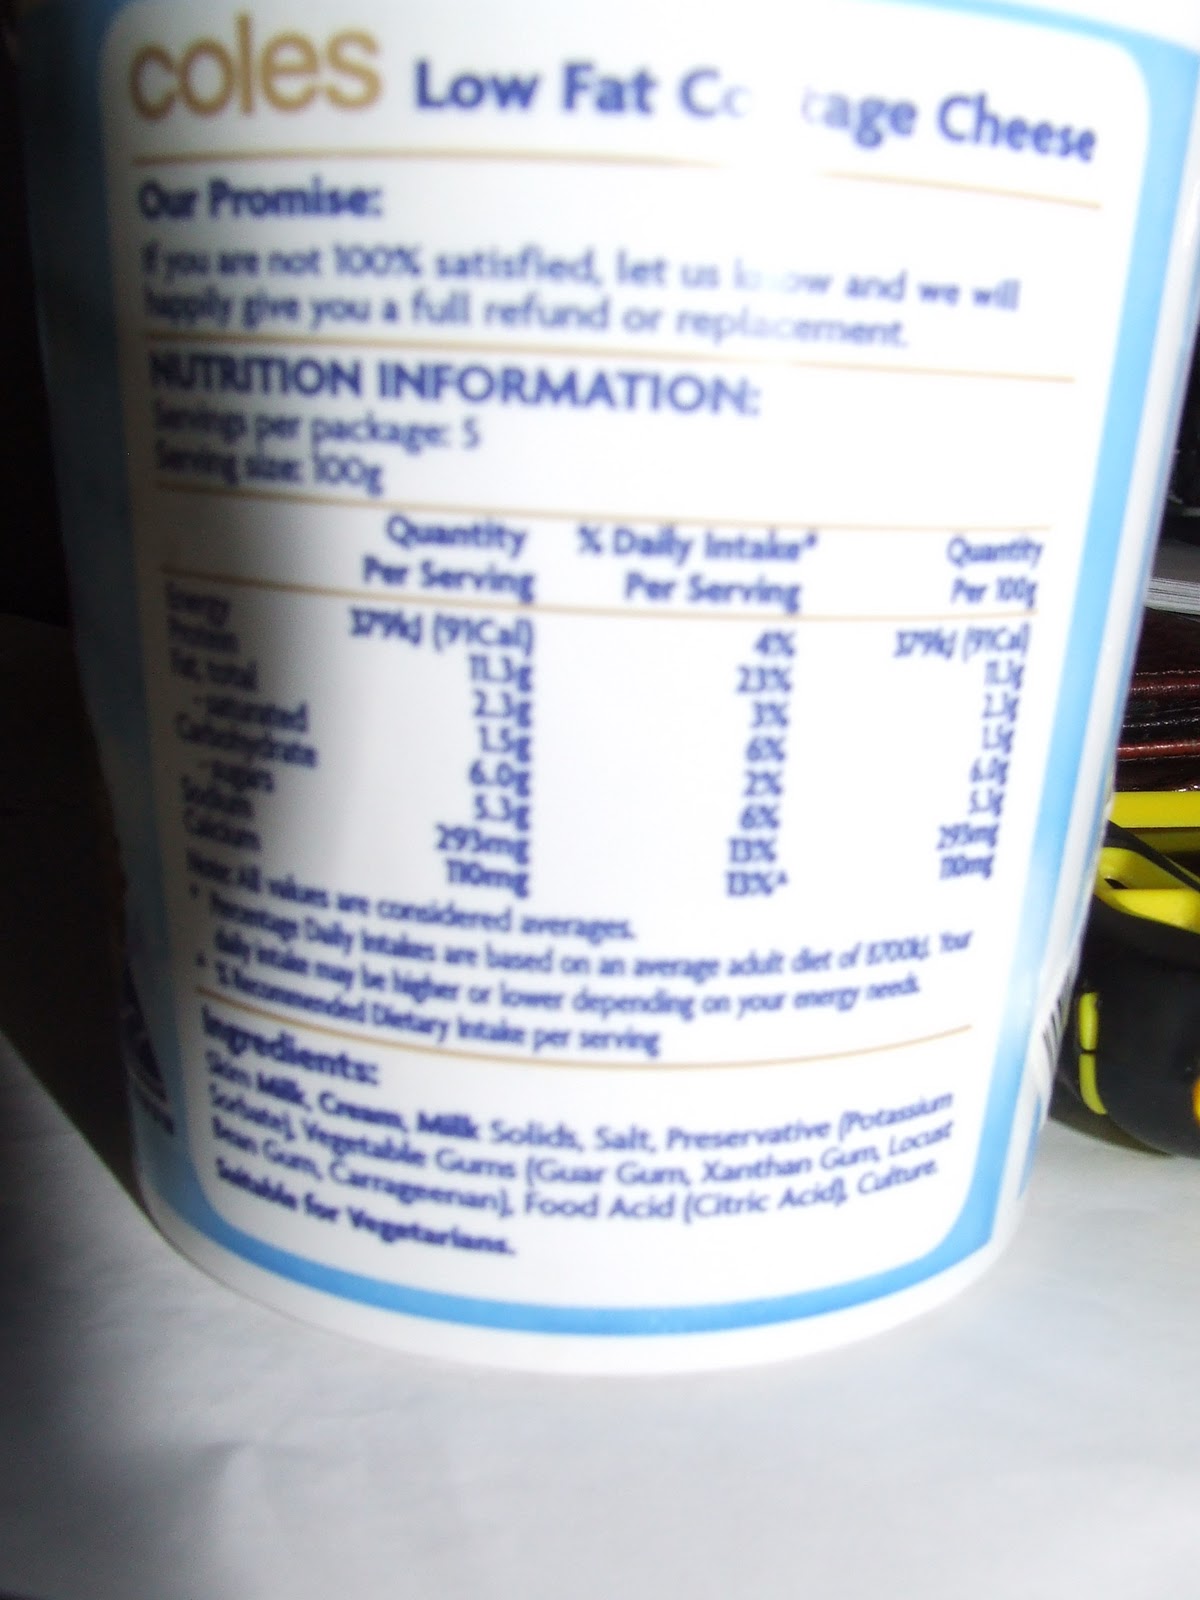 coles Low Fat Co tage Cheese
Our Promise:
If you are not 100% satisfied, let us know and we will
happily give you a full refund or replacement.
NUTRITION INFORMATION:
Servings per package: 5
Serving size: 100g
Quantity % Daily Intake* Quantity
Per Serving Per Serving Per 100g
Energy 379kJ (91Cal) 4% 379kJ (91Cal)
Protein 11.3g 23% 11.3g
Fat, total 2.3g 3% 2.3g
- saturated 1.5g 6% 1.5g
Carbohydrate 6.0g 2% 6.0g
- sugars 5.3g 6% 5.3g
Sodium 293mg 13% 293mg
Calcium 110mg 13%^ 110mg
Note: All values are considered averages.
* Percentage Daily Intakes are based on an average adult diet of 8700kJ. Your
daily intake may be higher or lower depending on your energy needs.
^ % Recommended Dietary Intake per serving
Ingredients:
Skim Milk, Cream, Milk Solids, Salt, Preservative (Potassium
Sorbate), Vegetable Gums (Guar Gum, Xanthan Gum, Locust
Bean Gum, Carrageenan), Food Acid (Citric Acid), Culture.
Suitable for Vegetarians.